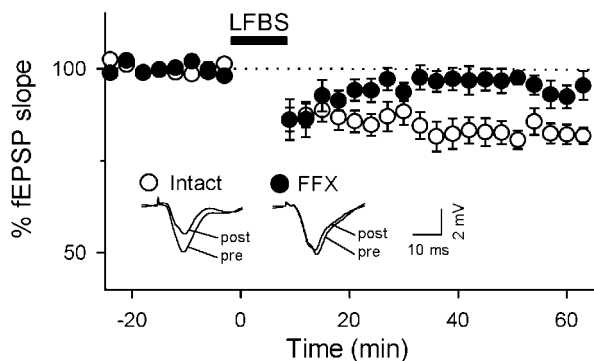 LFBS
100
% fEPSP slope
Intact
FFX
post
pre
post
pre
2 mV
10 ms
50
-20 0 20 40 60
Time (min)